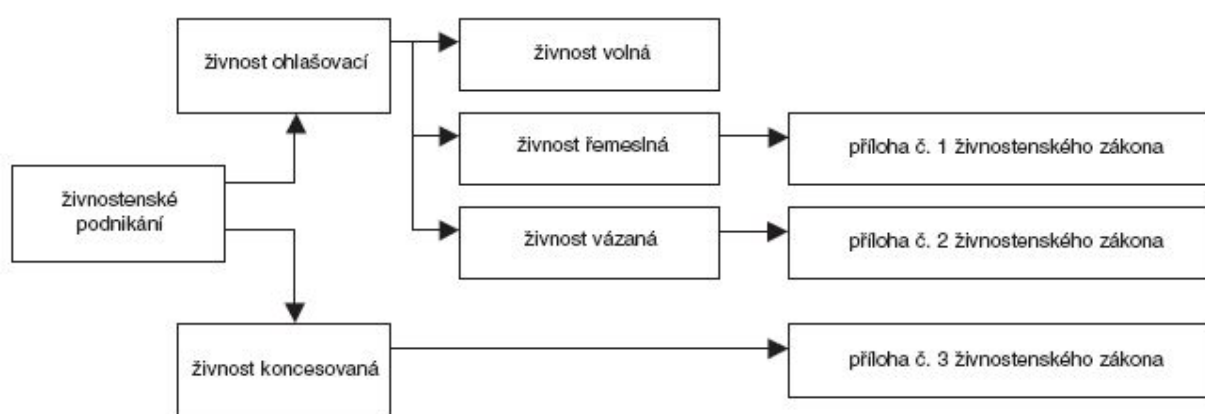 živnost ohlašovací
živnost volná
živnost řemeslná
příloha č. 1 živnostenského zákona
živnostenské
podnikání
živnost vázaná
příloha č. 2 živnostenského zákona
živnost koncesovaná
příloha č. 3 živnostenského zákona